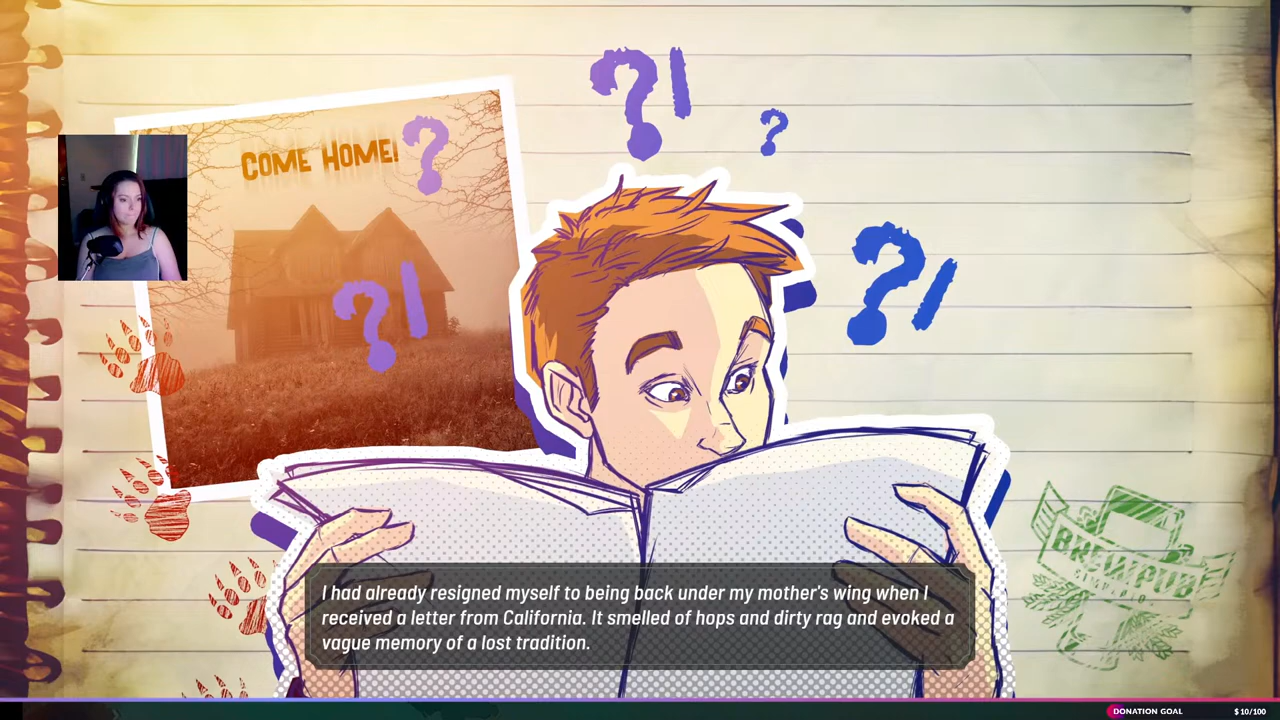 COME HOME!
?
?!
?
?!
?!
BREWPUB
SIMULATOR
I had already resigned myself to being back under my mother's wing when I
received a letter from California. It smelled of hops and dirty rag and evoked a
vague memory of a lost tradition.
DONATION GOAL
$ 10/100